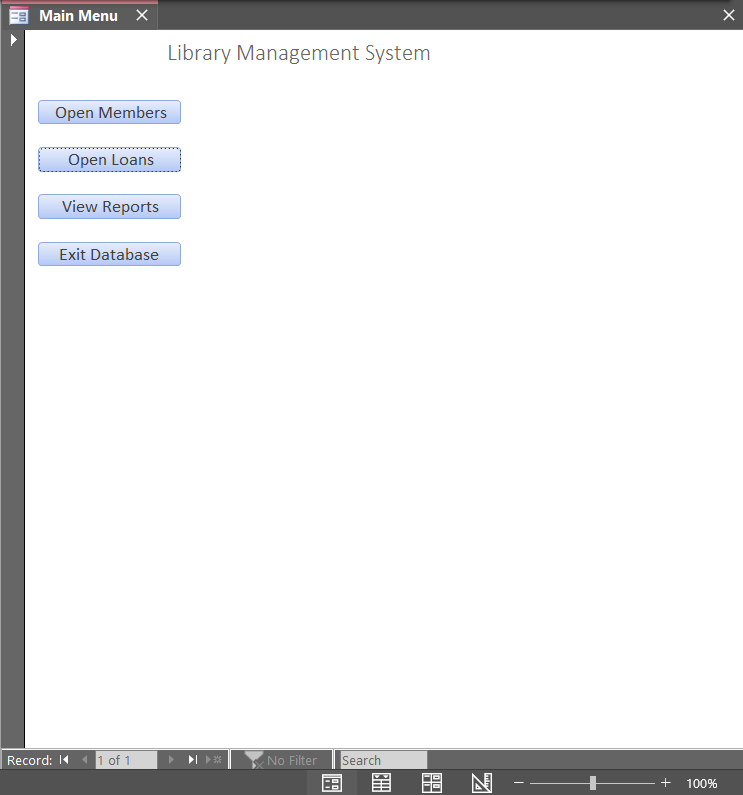 Main Menu
Library Management System
Open Members
Open Loans
View Reports
Exit Database
Record: 1 of 1 No Filter Search
100%